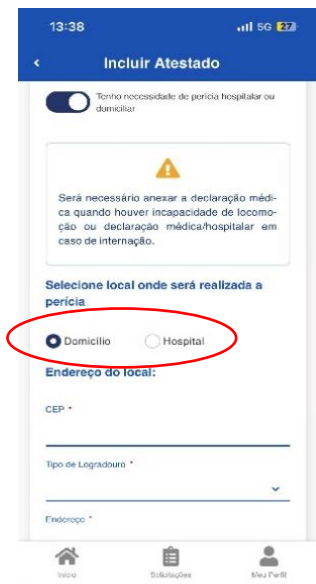 13:38
5G 27
Incluir Atestado
Tenho necessidade de perícia hospitalar ou
domiciliar
Será necessário anexar a declaração médi-
ca quando houver incapacidade de locomo-
ção ou declaração médica/hospitalar em
caso de internação.
Selecione local onde será realizada a
perícia
Domicílio Hospital
Endereço do local:
CEP *
Tipo de Logradouro *
Endereço *
Início Solicitações Meu Perfil